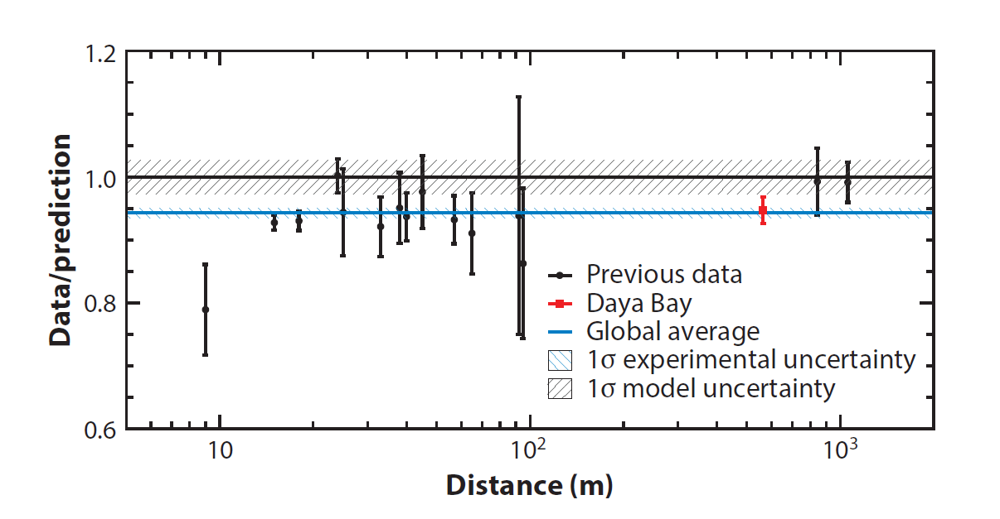 1.2
1.0
0.8
0.6
Data/prediction
Previous data
Daya Bay
Global average
1σ experimental uncertainty
1σ model uncertainty
10
10²
10³
Distance (m)